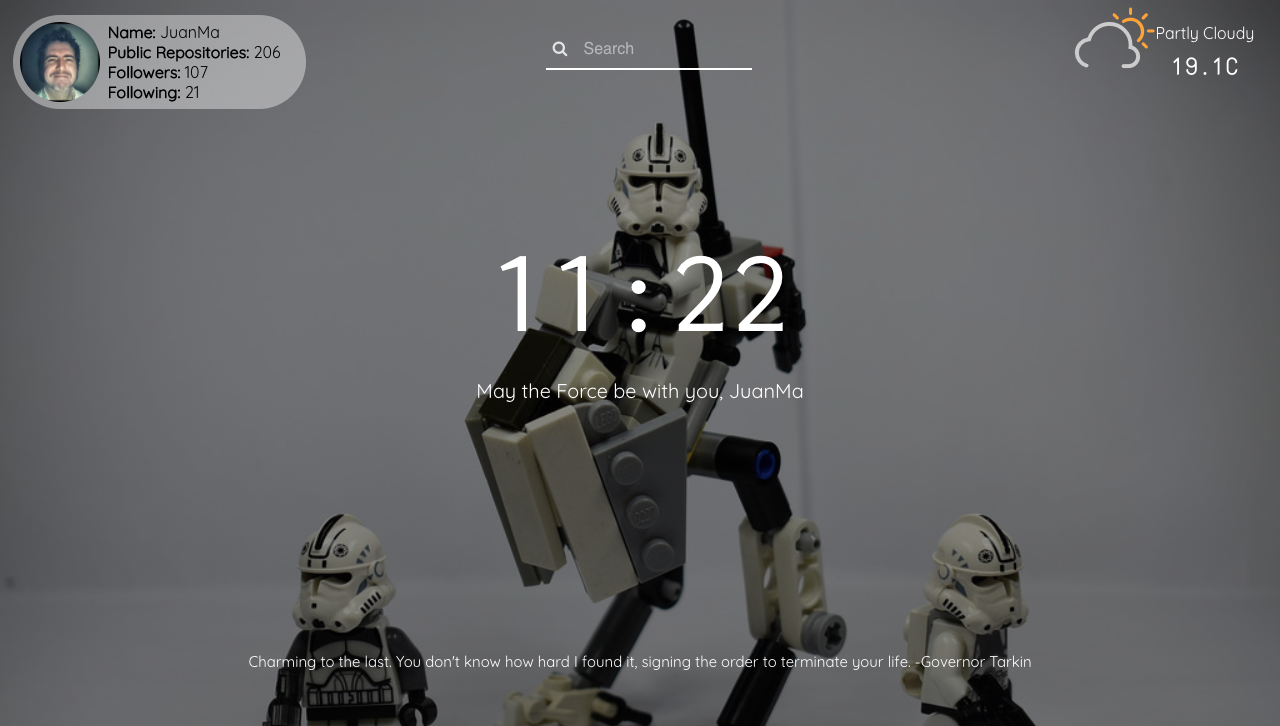 Name: JuanMa
Public Repositories: 206
Followers: 107
Following: 21
Search
Partly Cloudy
19.1C
11:22
May the Force be with you, JuanMa
Charming to the last. You don't know how hard I found it, signing the order to terminate your life. -Governor Tarkin